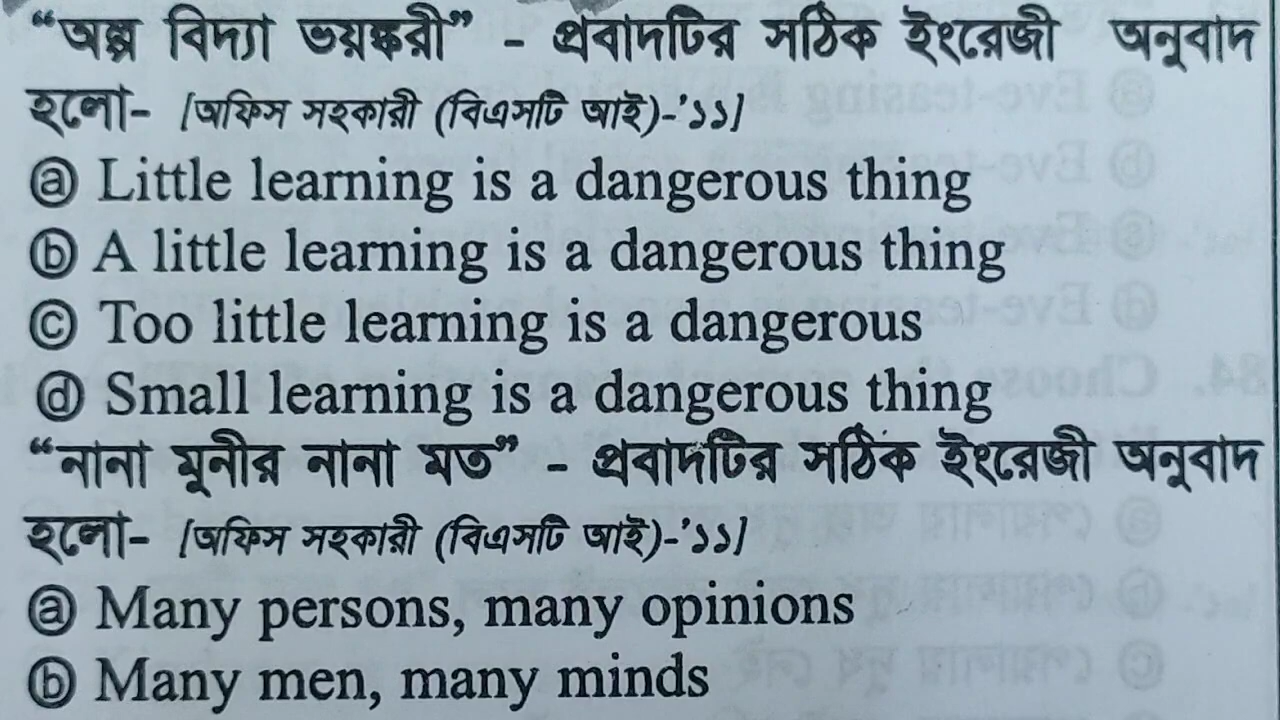 “অল্প বিদ্যা ভয়ঙ্করী” - প্রবাদটির সঠিক ইংরেজী অনুবাদ
হলো- [অফিস সহকারী (বিএসটি আই)-’১১]
ⓐ Little learning is a dangerous thing
ⓑ A little learning is a dangerous thing
ⓒ Too little learning is a dangerous
ⓓ Small learning is a dangerous thing
“নানা মূনীর নানা মত” - প্রবাদটির সঠিক ইংরেজী অনুবাদ
হলো- [অফিস সহকারী (বিএসটি আই)-’১১]
ⓐ Many persons, many opinions
ⓑ Many men, many minds